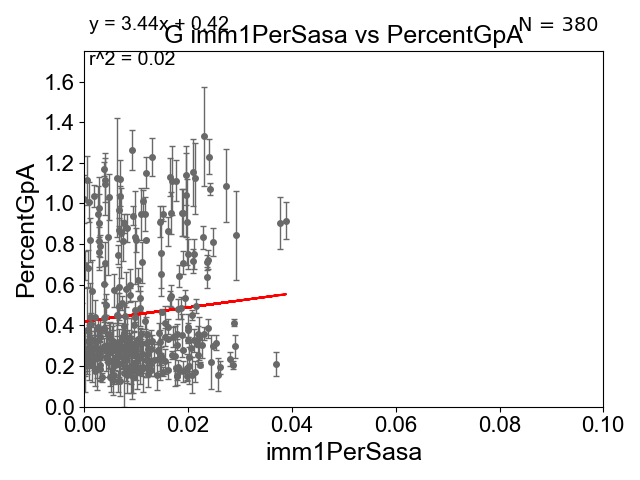 y = 3.44x + 0.42
N = 380
G imm1PerSasa vs PercentGpA
r^2 = 0.02
PercentGpA
1.6
1.4
1.2
1.0
0.8
0.6
0.4
0.2
0.0
0.00
0.02
0.04
0.06
0.08
0.10
imm1PerSasa